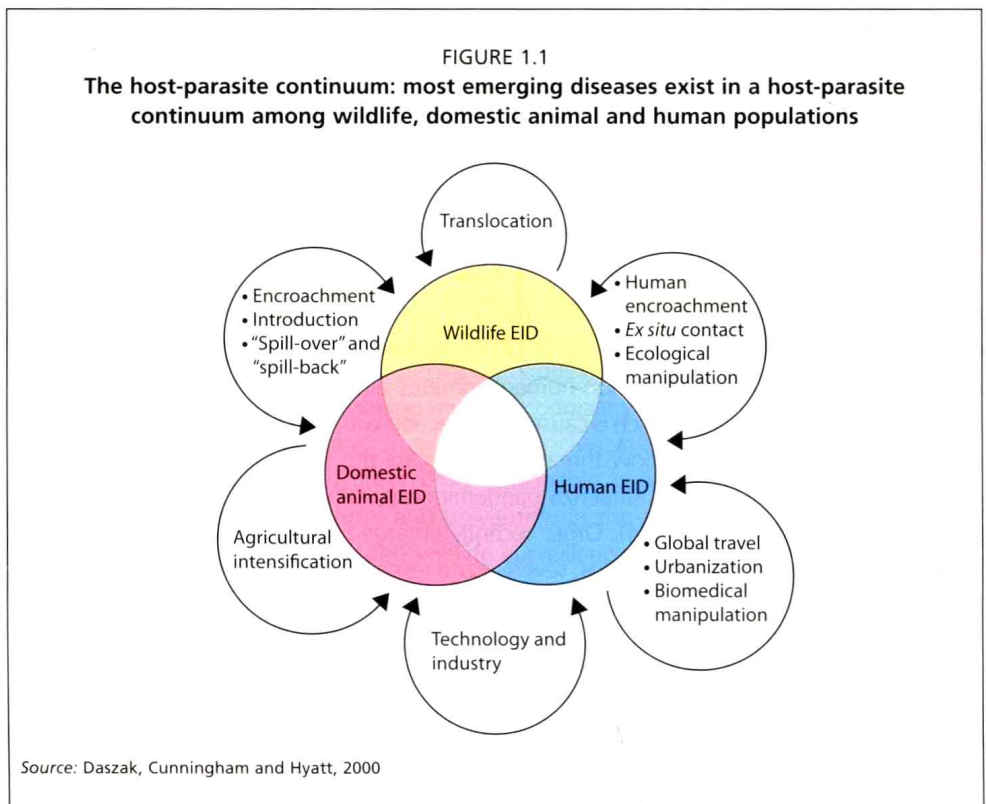 FIGURE 1.1
The host-parasite continuum: most emerging diseases exist in a host-parasite
continuum among wildlife, domestic animal and human populations
Translocation
• Encroachment
• Introduction
• “Spill-over” and
“spill-back”
• Human
encroachment
• Ex situ contact
• Ecological
manipulation
Wildlife EID
Domestic
animal EID
Human EID
Agricultural
intensification
• Global travel
• Urbanization
• Biomedical
manipulation
Technology and
industry
Source: Daszak, Cunningham and Hyatt, 2000